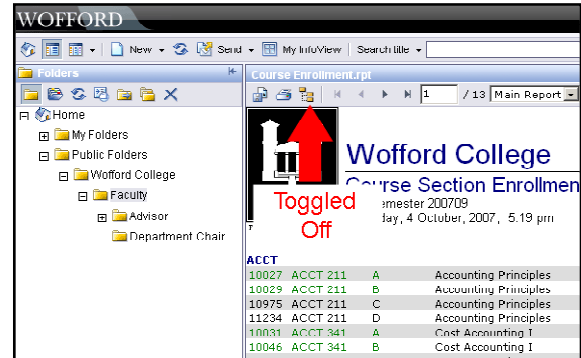 WOFFORD
New Send My InfoView Search title
Folders
Home
My Folders
Public Folders
Wofford College
Faculty
Advisor
Department Chair
Course Enrollment.rpt
1 / 13 Main Report
Wofford College
Course Section Enrollmen
emester 200709
day, 4 October, 2007, 5:19 pm
Toggled
Off
ACCT
10027 ACCT 211 A Accounting Principles
10029 ACCT 211 B Accounting Principles
10975 ACCT 211 C Accounting Principles
11234 ACCT 211 D Accounting Principles
10031 ACCT 341 A Cost Accounting I
10046 ACCT 341 B Cost Accounting I